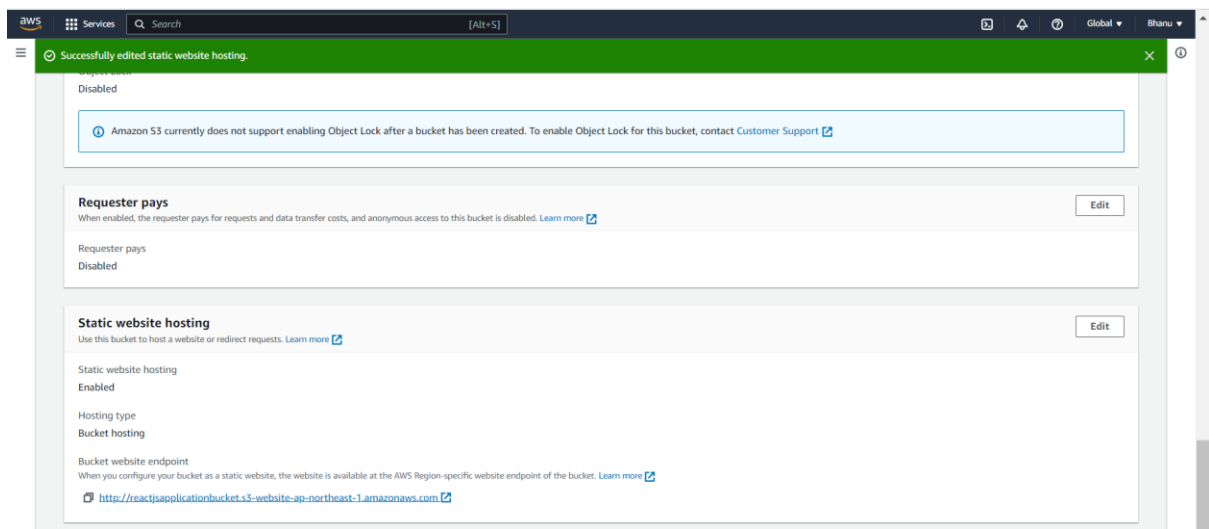 aws
Services
Search
[Alt+S]
Global
Bhanu
Successfully edited static website hosting.
Object Lock
Disabled
Amazon S3 currently does not support enabling Object Lock after a bucket has been created. To enable Object Lock for this bucket, contact Customer Support
Requester pays
Edit
When enabled, the requester pays for requests and data transfer costs, and anonymous access to this bucket is disabled. Learn more
Requester pays
Disabled
Static website hosting
Edit
Use this bucket to host a website or redirect requests. Learn more
Static website hosting
Enabled
Hosting type
Bucket hosting
Bucket website endpoint
When you configure your bucket as a static website, the website is available at the AWS Region-specific website endpoint of the bucket. Learn more
http://reactjsapplicationbucket.s3-website-ap-northeast-1.amazonaws.com